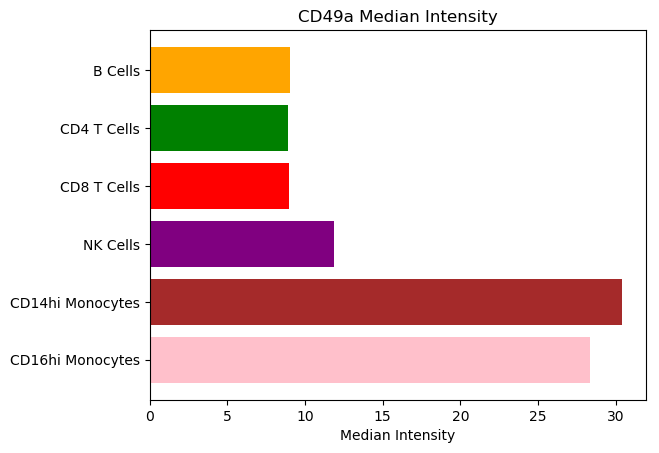 CD49a Median Intensity
B Cells
CD4 T Cells
CD8 T Cells
NK Cells
CD14hi Monocytes
CD16hi Monocytes
0 5 10 15 20 25 30
Median Intensity